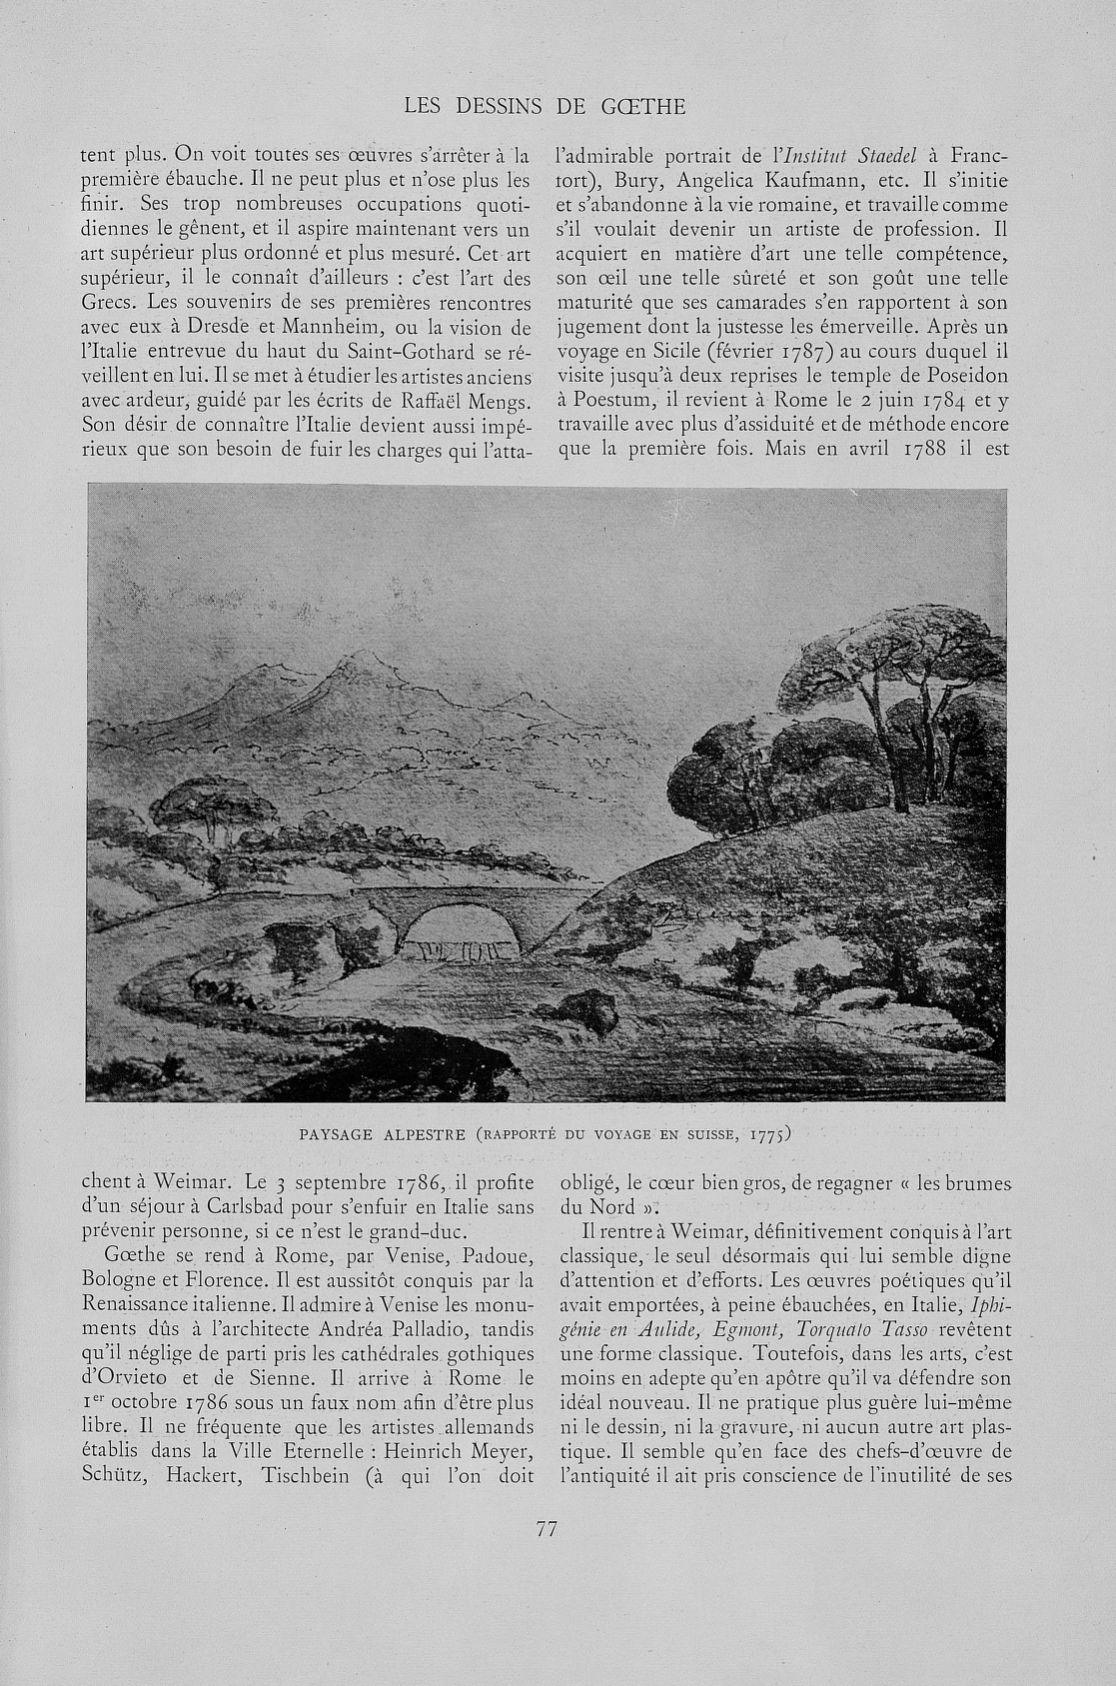 LES DESSINS DE GŒTHE
tent plus. On voit toutes ses œuvres s'arrêter à la
première ébauche. Il ne peut plus et n'ose plus les
finir. Ses trop nombreuses occupations quoti-
diennes le gênent, et il aspire maintenant vers un
art supérieur plus ordonné et plus mesuré. Cet art
supérieur, il le connaît d'ailleurs : c'est l'art des
Grecs. Les souvenirs de ses premières rencontres
avec eux à Dresde et Mannheim, ou la vision de
l'Italie entrevue du haut du Saint-Gothard se ré-
veillent en lui. Il se met à étudier les artistes anciens
avec ardeur, guidé par les écrits de Raffaël Mengs.
Son désir de connaître l'Italie devient aussi impé-
rieux que son besoin de fuir les charges qui l'atta-
chent à Weimar. Le 3 septembre 1786, il profite
d'un séjour à Carlsbad pour s'enfuir en Italie sans
prévenir personne, si ce n'est le grand-duc.
Gœthe se rend à Rome, par Venise, Padoue,
Bologne et Florence. Il est aussitôt conquis par la
Renaissance italienne. Il admire à Venise les monu-
ments dûs à l'architecte Andréa Palladio, tandis
qu'il néglige de parti pris les cathédrales gothiques
d'Orvieto et de Sienne. Il arrive à Rome le
1er octobre 1786 sous un faux nom afin d'être plus
libre. Il ne fréquente que les artistes allemands
établis dans la Ville Eternelle : Heinrich Meyer,
Schütz, Hackert, Tischbein (à qui l'on doit
l'admirable portrait de l'Institut Staedel à Franc-
fort), Bury, Angelica Kaufmann, etc. Il s'initie
et s'abandonne à la vie romaine, et travaille comme
s'il voulait devenir un artiste de profession. Il
acquiert en matière d'art une telle compétence,
son œil une telle sûreté et son goût une telle
maturité que ses camarades s'en rapportent à son
jugement dont la justesse les émerveille. Après un
voyage en Sicile (février 1787) au cours duquel il
visite jusqu'à deux reprises le temple de Poseidon
à Poestum, il revient à Rome le 2 juin 1784 et y
travaille avec plus d'assiduité et de méthode encore
que la première fois. Mais en avril 1788 il est
obligé, le cœur bien gros, de regagner « les brumes
du Nord ».
Il rentre à Weimar, définitivement conquis à l'art
classique, le seul désormais qui lui semble digne
d'attention et d'efforts. Les œuvres poétiques qu'il
avait emportées, à peine ébauchées, en Italie, Iphi-
génie en Aulide, Egmont, Torquato Tasso revêtent
une forme classique. Toutefois, dans les arts, c'est
moins en adepte qu'en apôtre qu'il va défendre son
idéal nouveau. Il ne pratique plus guère lui-même
ni le dessin, ni la gravure, ni aucun autre art plas-
tique. Il semble qu'en face des chefs-d'œuvre de
l'antiquité il ait pris conscience de l'inutilité de ses
PAYSAGE ALPESTRE (RAPPORTÉ DU VOYAGE EN SUISSE, 1775)
77